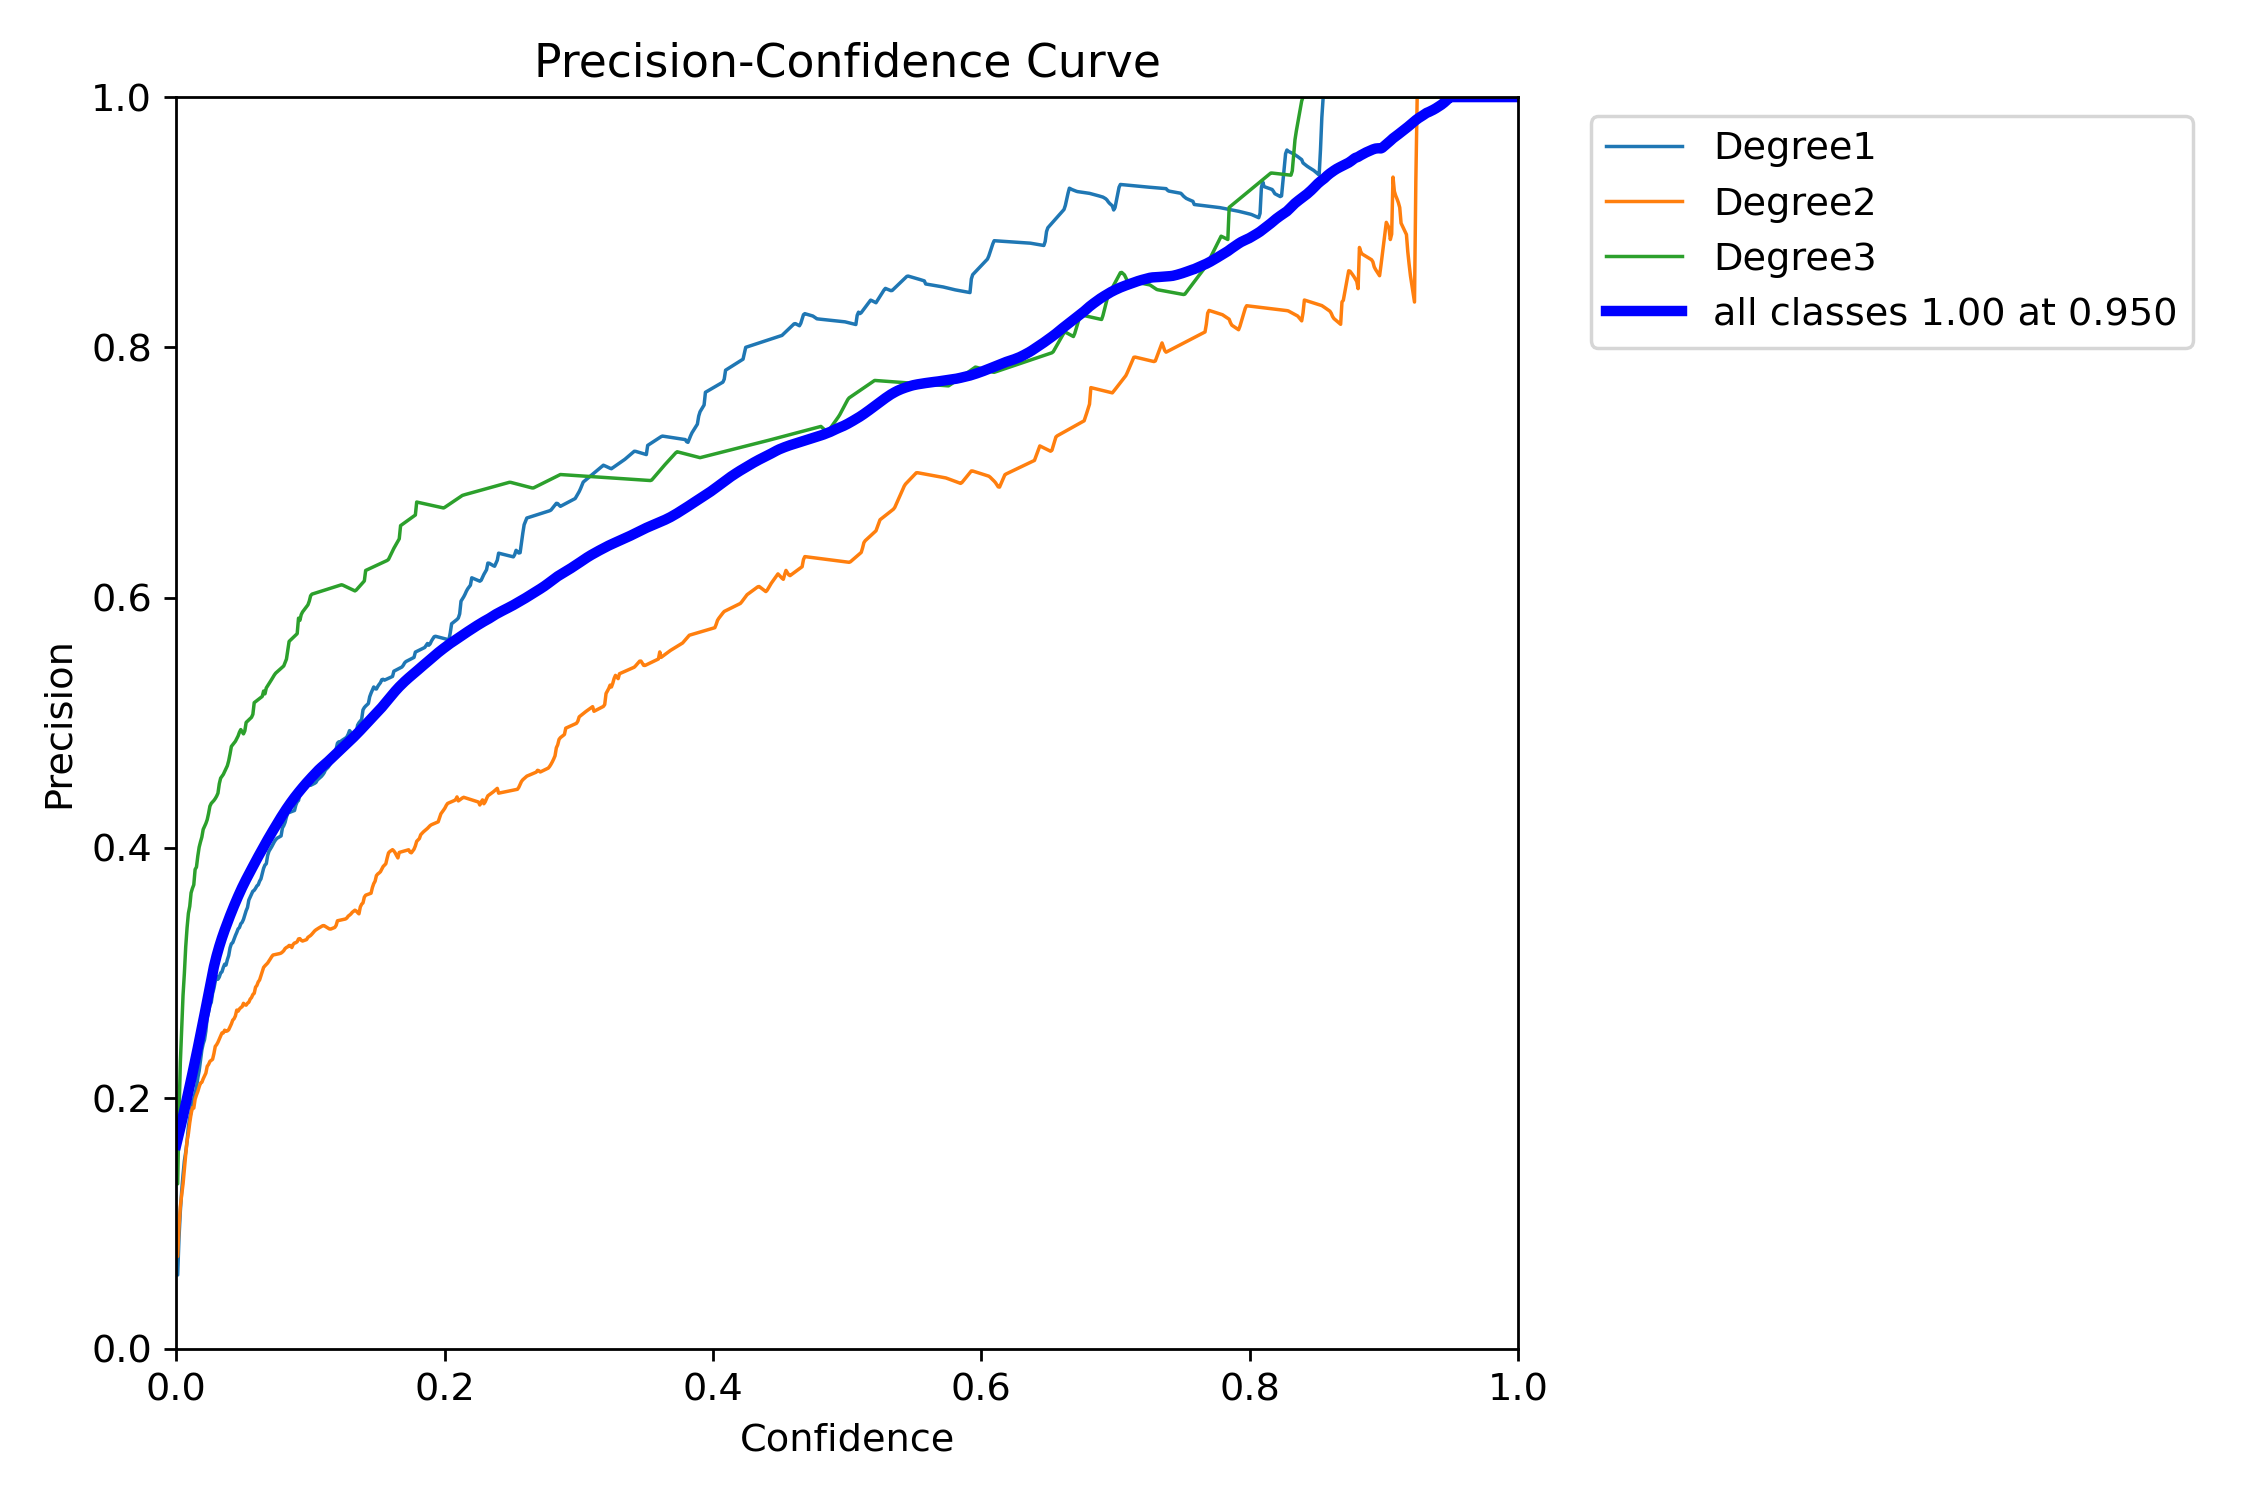 Precision-Confidence Curve
1.0
0.8
0.6
0.4
0.2
0.0
Precision
0.0 0.2 0.4 0.6 0.8 1.0
Confidence
Degree1
Degree2
Degree3
all classes 1.00 at 0.950